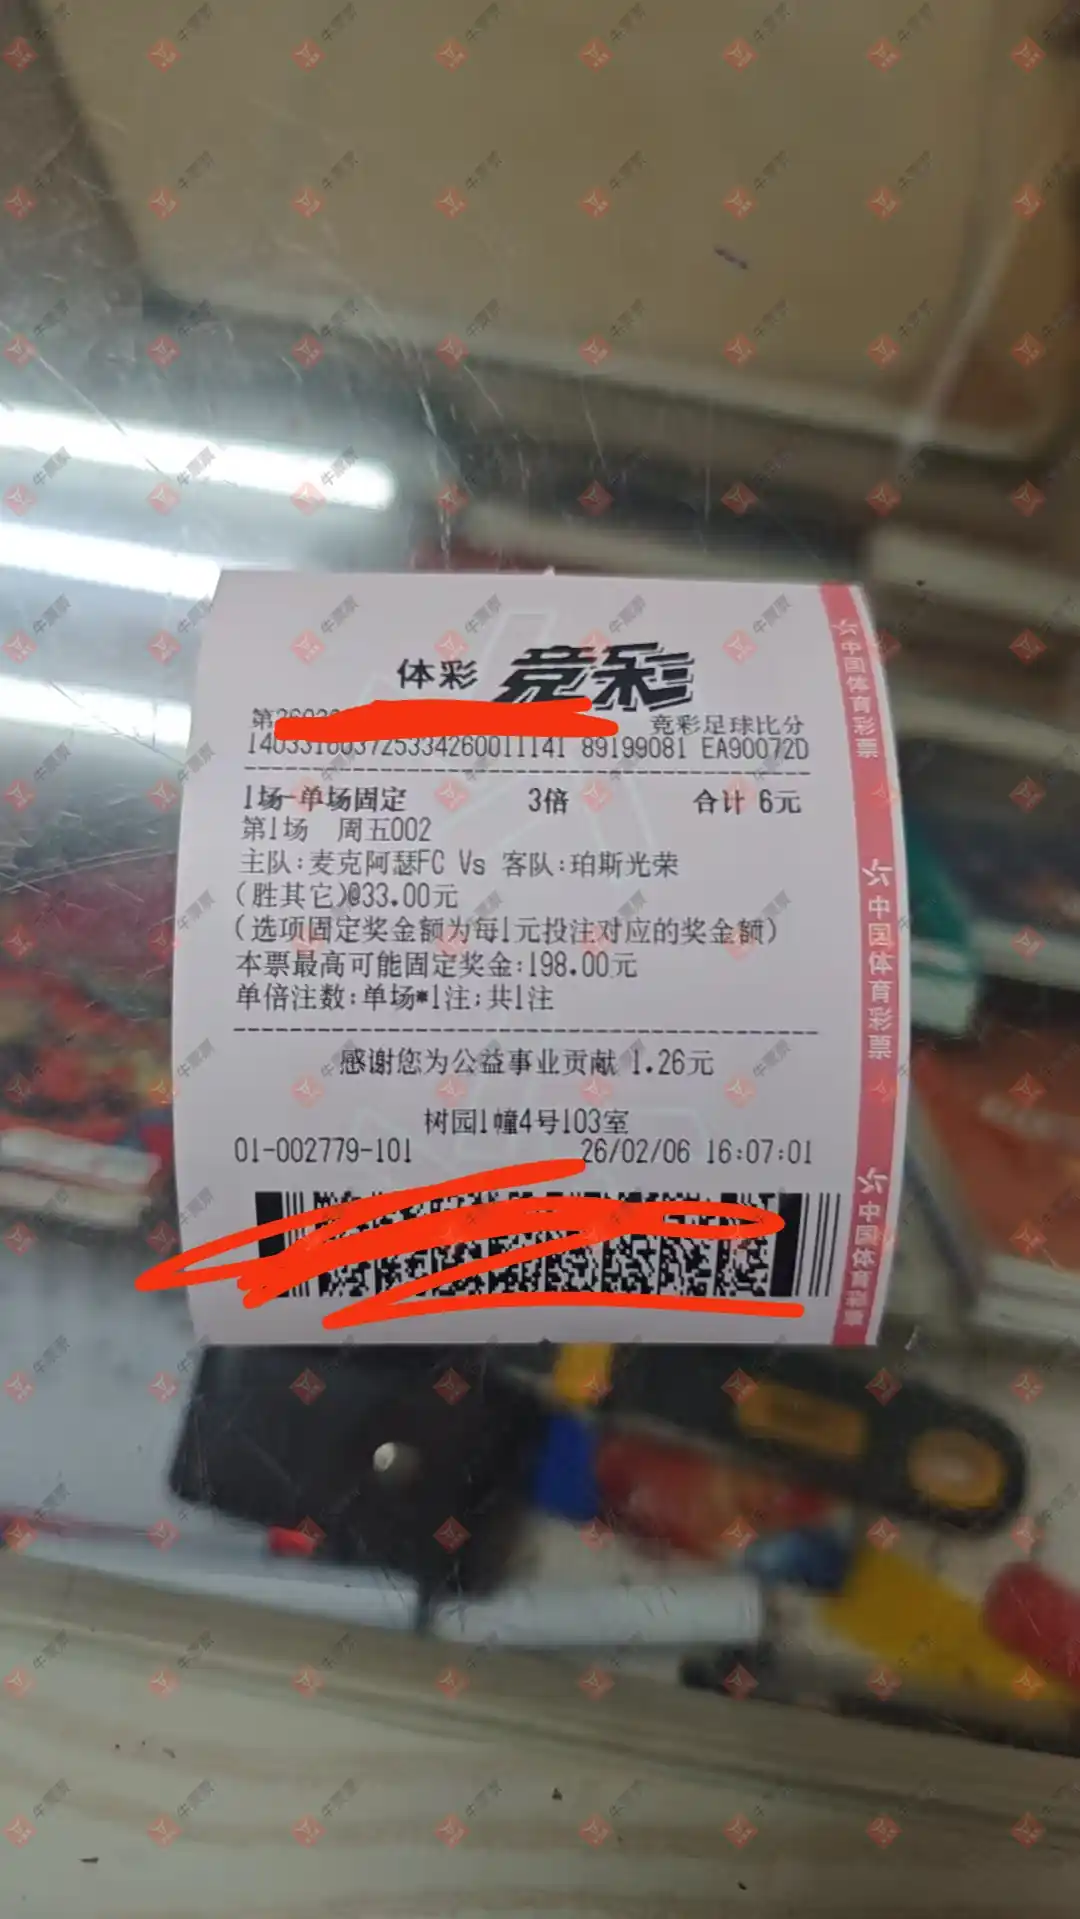 体彩 竞彩
第
竞彩足球比分
89199081 EA90072D
1场-单场固定 3倍 合计 6元
第1场 周五002
主队:麦克阿瑟FC Vs 客队:珀斯光荣
(胜其它)@33.00元
(选项固定奖金额为每1元投注对应的奖金额)
本票最高可能固定奖金:198.00元
单倍注数:单场*1注;共1注
感谢您为公益事业贡献 1.26元
树园1幢4号103室
01-002779-101 26/02/06 16:07:01
中国体育彩票
中国体育彩票
中国体育彩票
牛票票